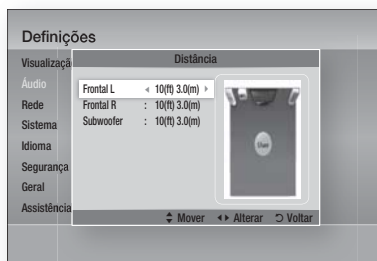 Definições
Distância
Visualizaçã
Áudio
Rede
Sistema
Idioma
Segurança
Geral
Assistência
Frontal L ◂ 10(ft) 3.0(m) ▸
Frontal R : 10(ft) 3.0(m)
Subwoofer : 10(ft) 3.0(m)
User
Mover Alterar Voltar